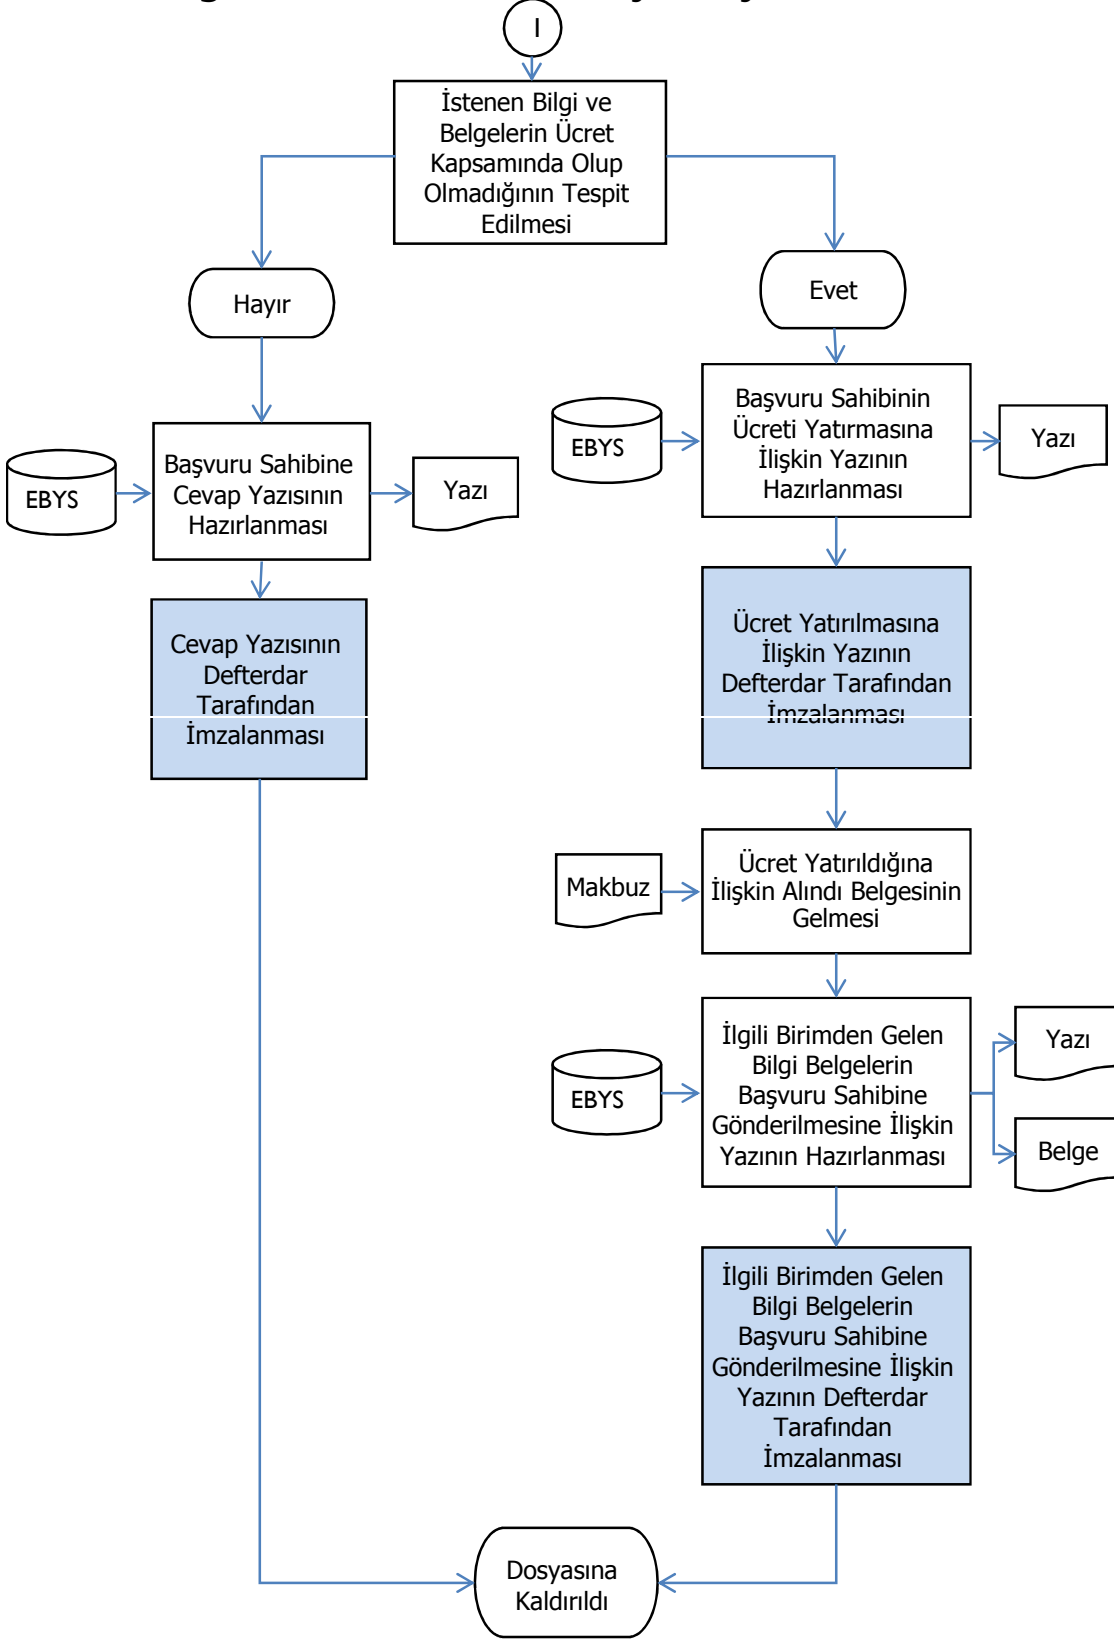 I
İstenen Bilgi ve
Belgelerin Ücret
Kapsamında Olup
Olmadığının Tespit
Edilmesi
Hayır
Evet
EBYS
Başvuru Sahibine
Cevap Yazısının
Hazırlanması
Yazı
EBYS
Başvuru Sahibinin
Ücreti Yatırmasına
İlişkin Yazının
Hazırlanması
Yazı
Cevap Yazısının
Defterdar
Tarafından
İmzalanması
Ücret Yatırılmasına
İlişkin Yazının
Defterdar Tarafından
İmzalanması
Makbuz
Ücret Yatırıldığına
İlişkin Alındı Belgesinin
Gelmesi
EBYS
İlgili Birimden Gelen
Bilgi Belgelerin
Başvuru Sahibine
Gönderilmesine İlişkin
Yazının Hazırlanması
Yazı
Belge
İlgili Birimden Gelen
Bilgi Belgelerin
Başvuru Sahibine
Gönderilmesine İlişkin
Yazının Defterdar
Tarafından
İmzalanması
Dosyasına
Kaldırıldı